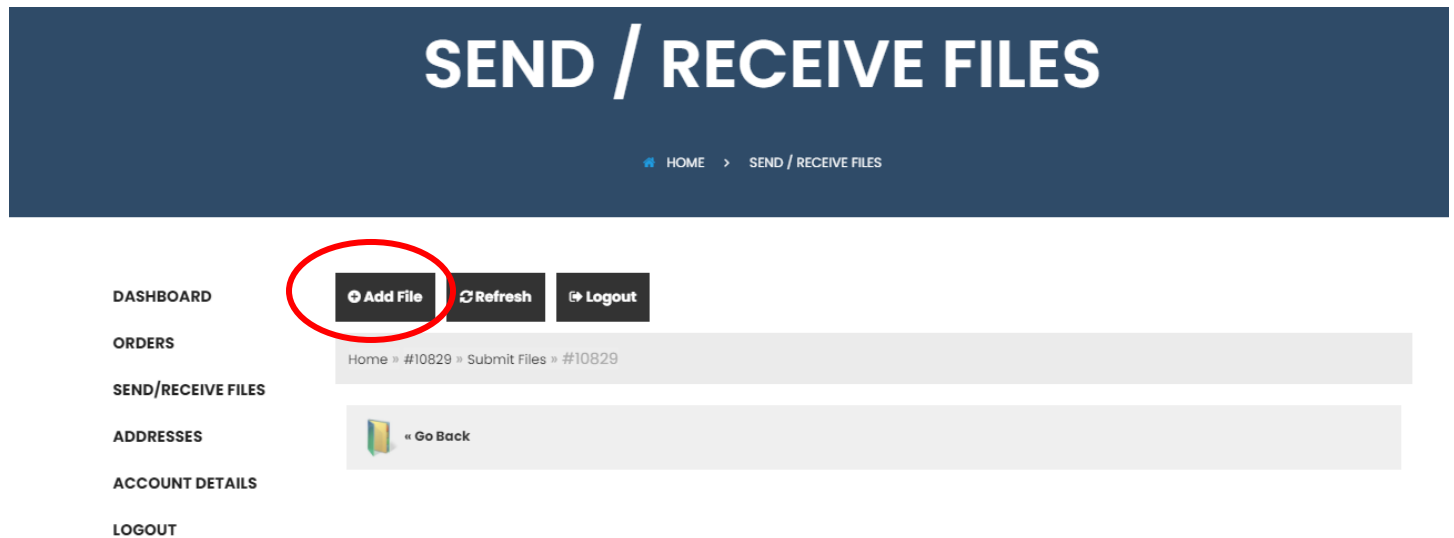 SEND / RECEIVE FILES
HOME > SEND / RECEIVE FILES
DASHBOARD
ORDERS
SEND/RECEIVE FILES
ADDRESSES
ACCOUNT DETAILS
LOGOUT
Add File Refresh Logout
Home » #10829 » Submit Files » #10829
« Go Back